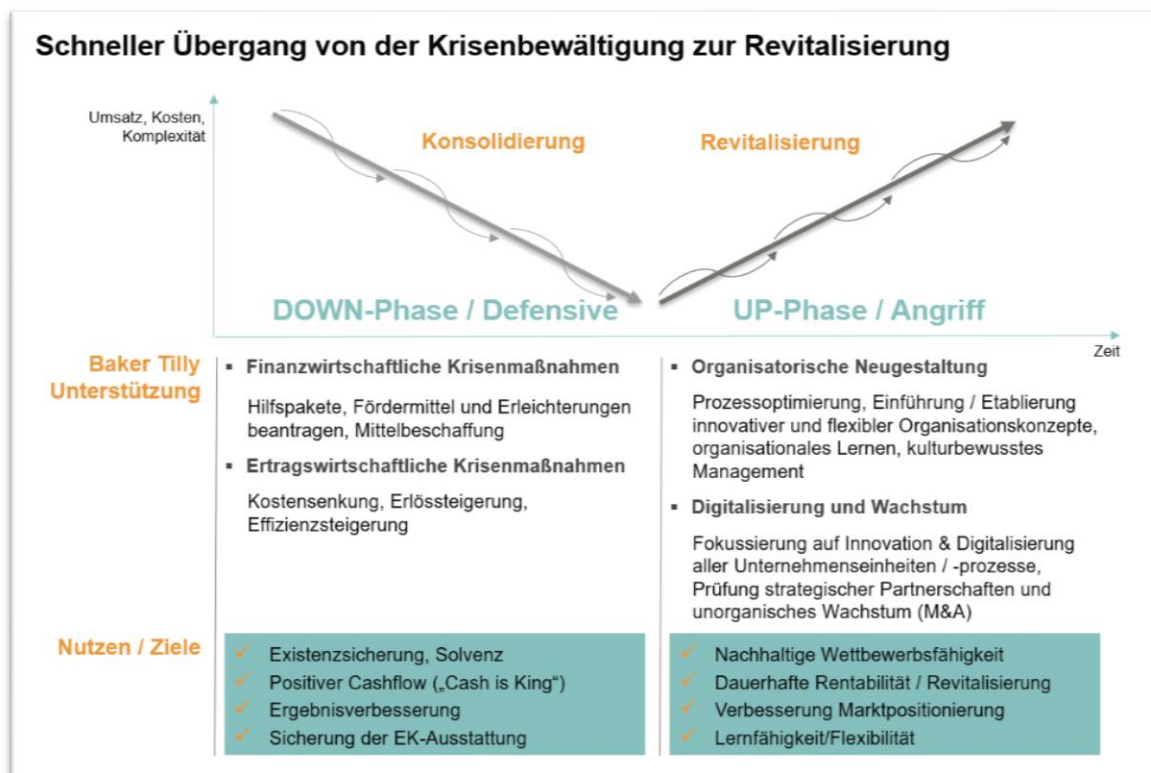 Schneller Übergang von der Krisenbewältigung zur Revitalisierung
Umsatz, Kosten,
Komplexität
Konsolidierung
Revitalisierung
DOWN-Phase / Defensive
UP-Phase / Angriff
Zeit
Baker Tilly
Unterstützung
▪ Finanzwirtschaftliche Krisenmaßnahmen
Hilfspakete, Fördermittel und Erleichterungen
beantragen, Mittelbeschaffung
▪ Ertragswirtschaftliche Krisenmaßnahmen
Kostensenkung, Erlössteigerung,
Effizienzsteigerung
▪ Organisatorische Neugestaltung
Prozessoptimierung, Einführung / Etablierung
innovativer und flexibler Organisationskonzepte,
organisationales Lernen, kulturbewusstes
Management
▪ Digitalisierung und Wachstum
Fokussierung auf Innovation & Digitalisierung
aller Unternehmenseinheiten / -prozesse,
Prüfung strategischer Partnerschaften und
unorganisches Wachstum (M&A)
Nutzen / Ziele
✓ Existenzsicherung, Solvenz
✓ Positiver Cashflow („Cash is King“)
✓ Ergebnisverbesserung
✓ Sicherung der EK-Ausstattung
✓ Nachhaltige Wettbewerbsfähigkeit
✓ Dauerhafte Rentabilität / Revitalisierung
✓ Verbesserung Marktpositionierung
✓ Lernfähigkeit/Flexibilität